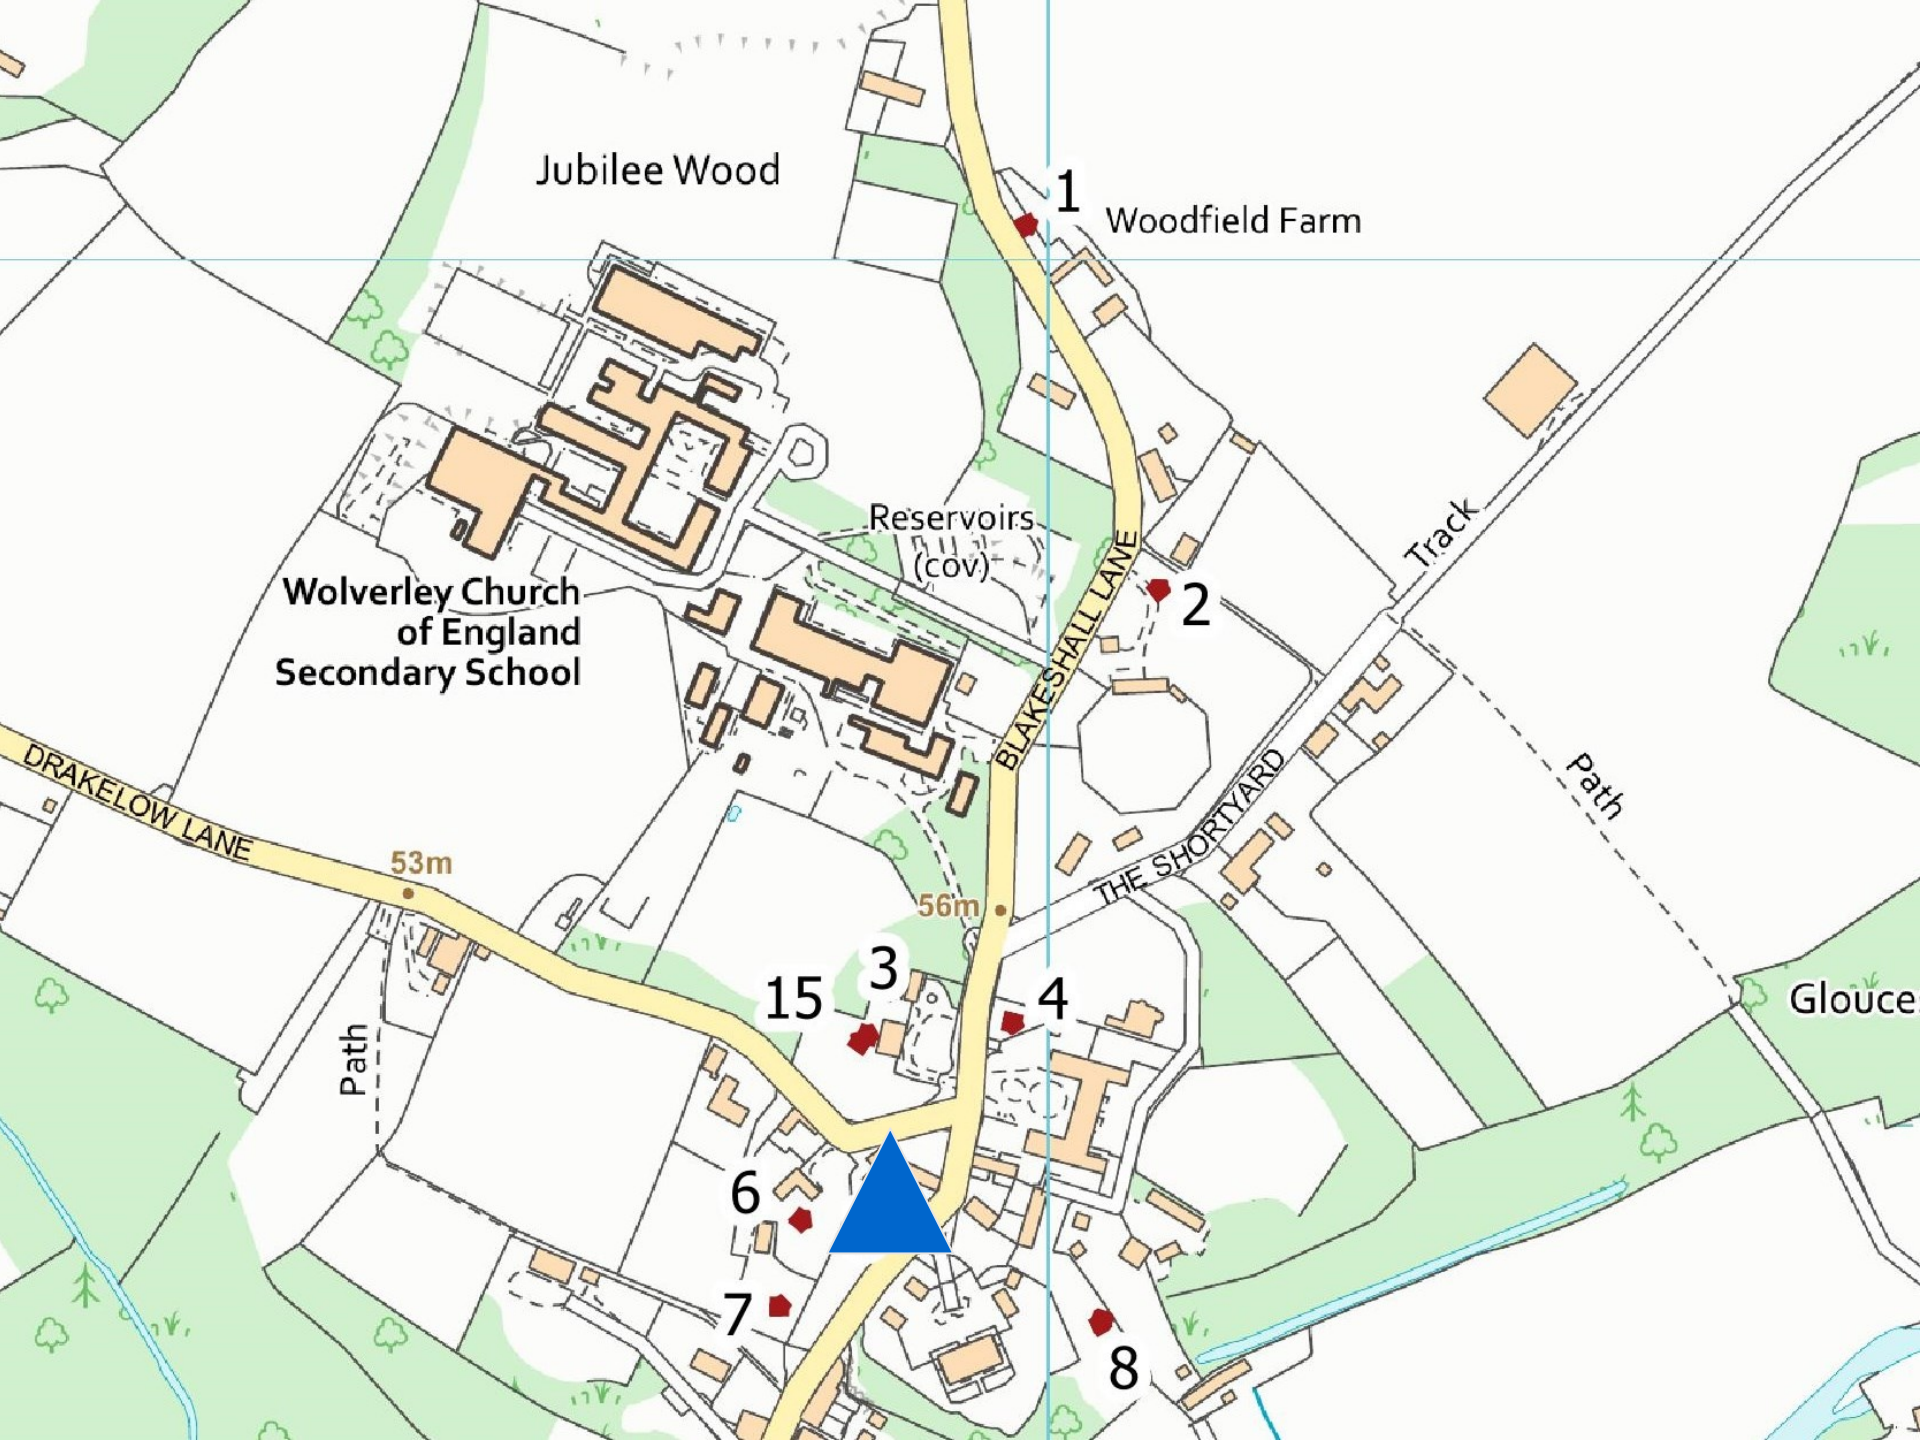 Jubilee Wood
1
Woodfield Farm
Reservoirs
(cov)
Track
Wolverley Church
of England
Secondary School
2
BLAKESHALL LANE
DRAKELOW LANE
THE SHORTYARD
Path
53m
56m
3
15
4
Glouce
Path
6
7
8